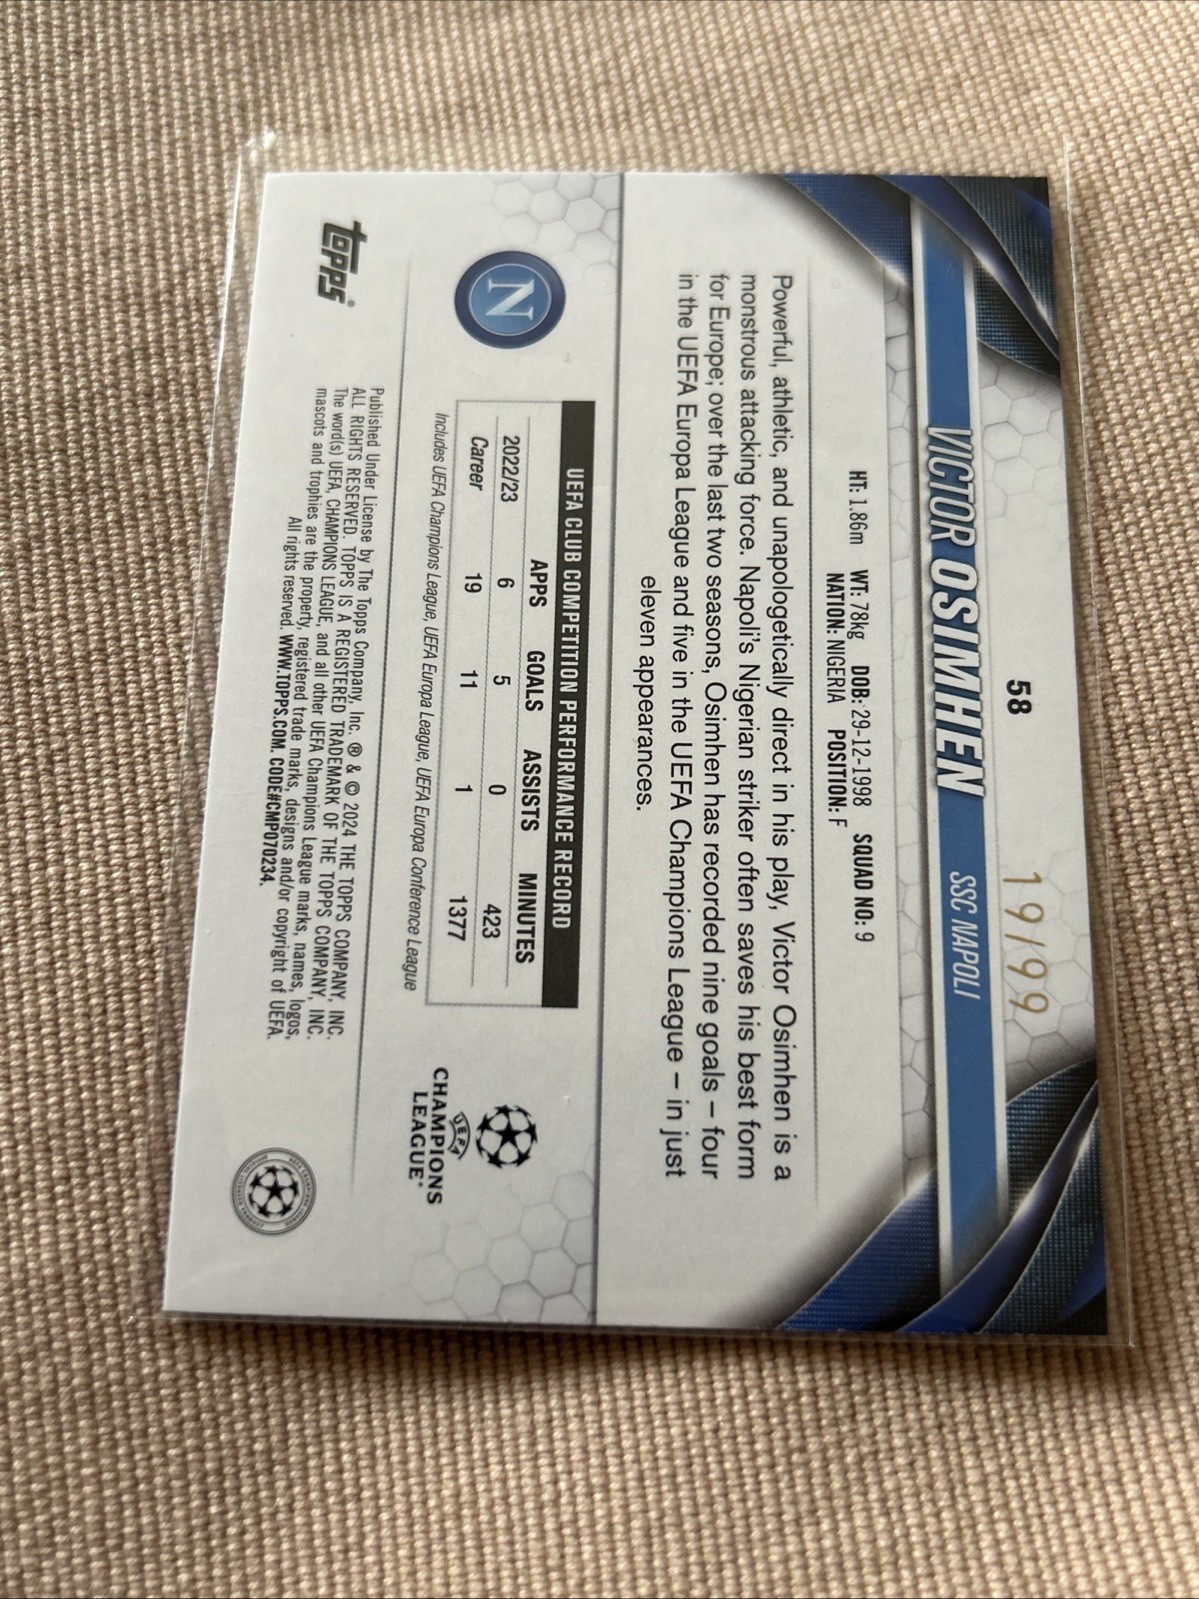 58
19/99
VICTOR OSIMHEN SSC NAPOLI
HT: 1.86m WT: 78kg DOB: 29-12-1998 SQUAD NO: 9
NATION: NIGERIA POSITION: F
Powerful, athletic, and unapologetically direct in his play, Victor Osimhen is a
monstrous attacking force. Napoli's Nigerian striker often saves his best form
for Europe; over the last two seasons, Osimhen has recorded nine goals – four
in the UEFA Europa League and five in the UEFA Champions League – in just
eleven appearances.
N
UEFA CLUB COMPETITION PERFORMANCE RECORD
APPS GOALS ASSISTS MINUTES
2022/23 6 5 0 423
Career 19 11 1 1377
Includes UEFA Champions League, UEFA Europa League, UEFA Europa Conference League
UEFA
CHAMPIONS
LEAGUE®
topps®
Published Under License by The Topps Company, Inc. ® & © 2024 THE TOPPS COMPANY, INC.
ALL RIGHTS RESERVED. TOPPS IS A REGISTERED TRADEMARK OF THE TOPPS COMPANY, INC.
The word(s) UEFA, CHAMPIONS LEAGUE, and all other UEFA Champions League marks, names, logos,
mascots and trophies are the property, registered trade marks, designs and/or copyright of UEFA.
All rights reserved. WWW.TOPPS.COM. CODE#CMP070234.